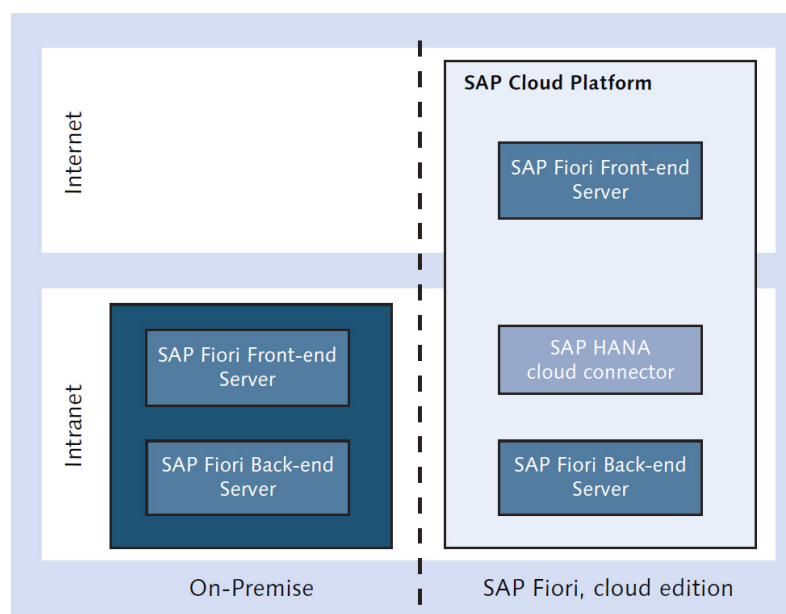 Internet
SAP Cloud Platform
SAP Fiori Front-end
Server
Intranet
SAP Fiori Front-end
Server
SAP Fiori Back-end
Server
SAP HANA
cloud connector
SAP Fiori Back-end
Server
On-Premise
SAP Fiori, cloud edition